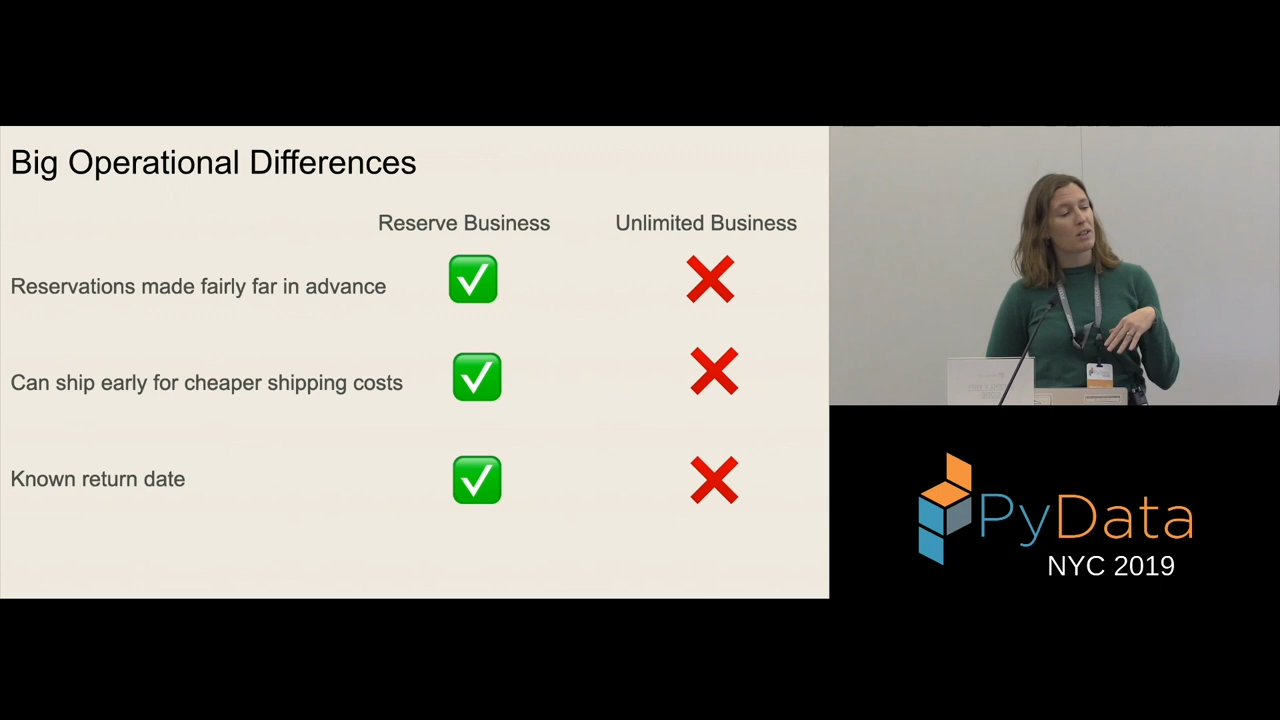 Big Operational Differences
Reserve Business
Unlimited Business
Reservations made fairly far in advance
Can ship early for cheaper shipping costs
Known return date
PyData
NYC 2019